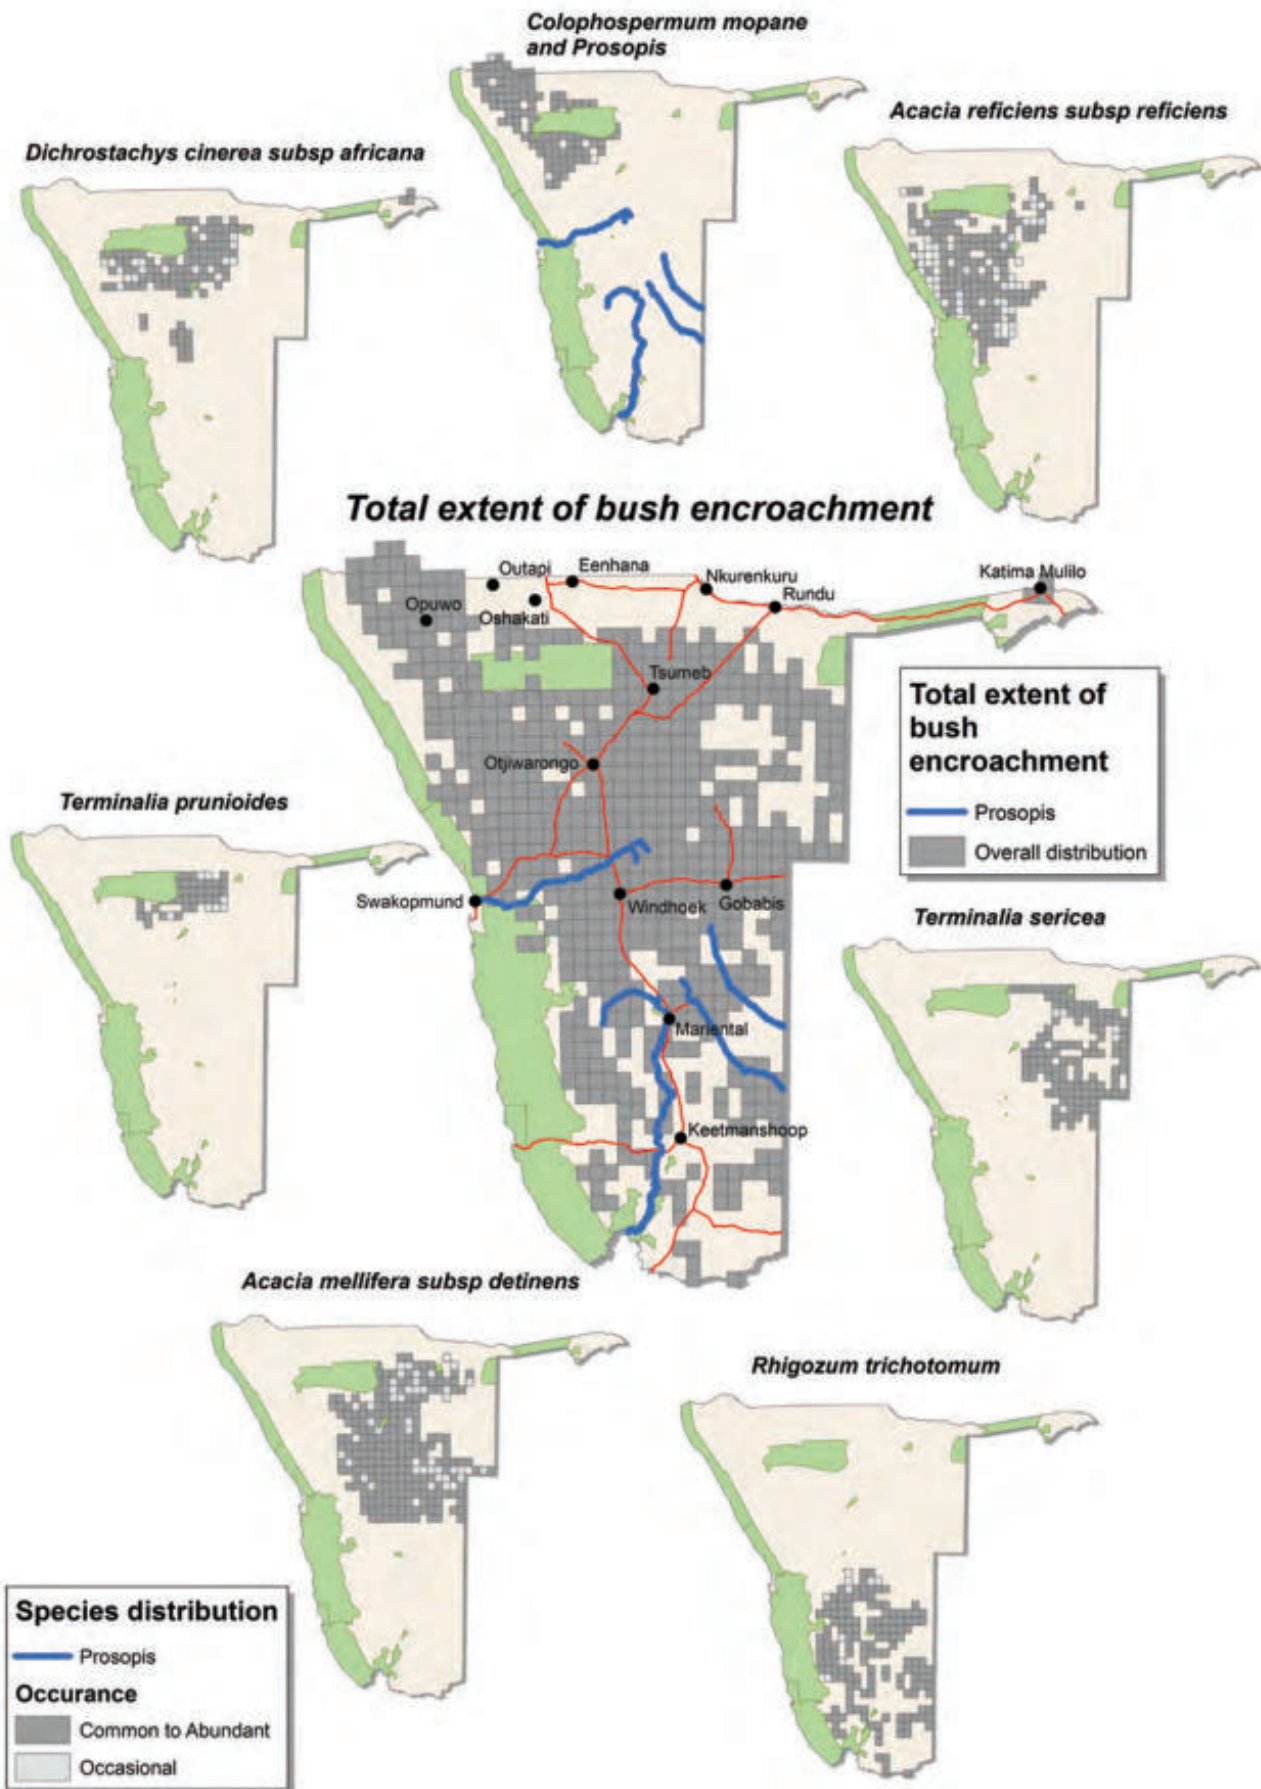 Colophospermum mopane
and Prosopis
Acacia reficiens subsp reficiens
Dichrostachys cinerea subsp africana
Total extent of bush encroachment
Outapi
Eenhana
Nkurenkuru
Katima Mulilo
Opuwo
Oshakati
Rundu
Tsumeb
Total extent of
bush
encroachment
Prosopis
Overall distribution
Otjiwarongo
Terminalia prunioides
Swakopmund
Windhoek
Gobabis
Terminalia sericea
Mariental
Keetmanshoop
Acacia mellifera subsp detinens
Rhigozum trichotomum
Species distribution
Prosopis
Occurance
Common to Abundant
Occasional